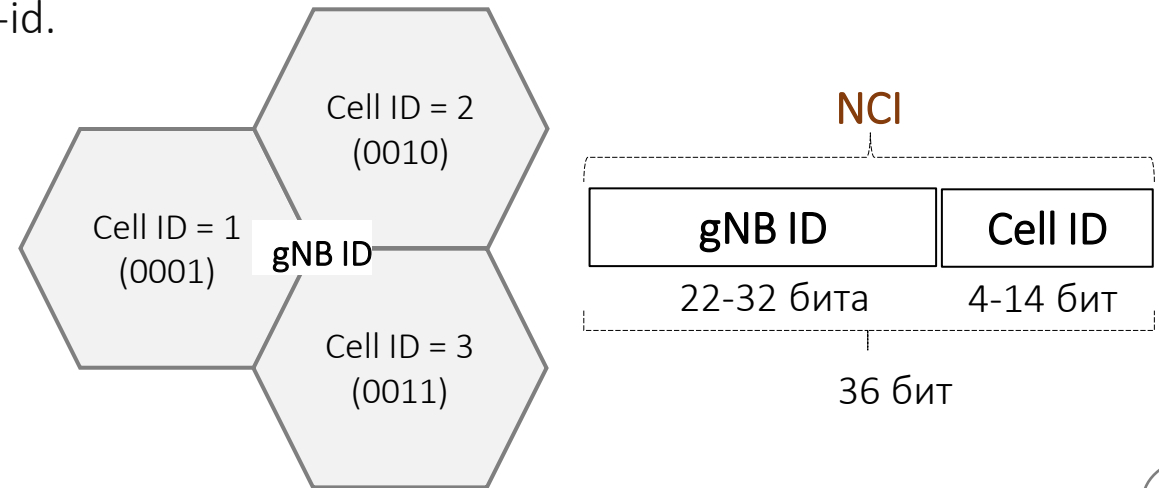 -id.
Cell ID = 2
(0010)
Cell ID = 1
(0001)
gNB ID
Cell ID = 3
(0011)
NCI
gNB ID
Cell ID
22-32 бита
4-14 бит
36 бит